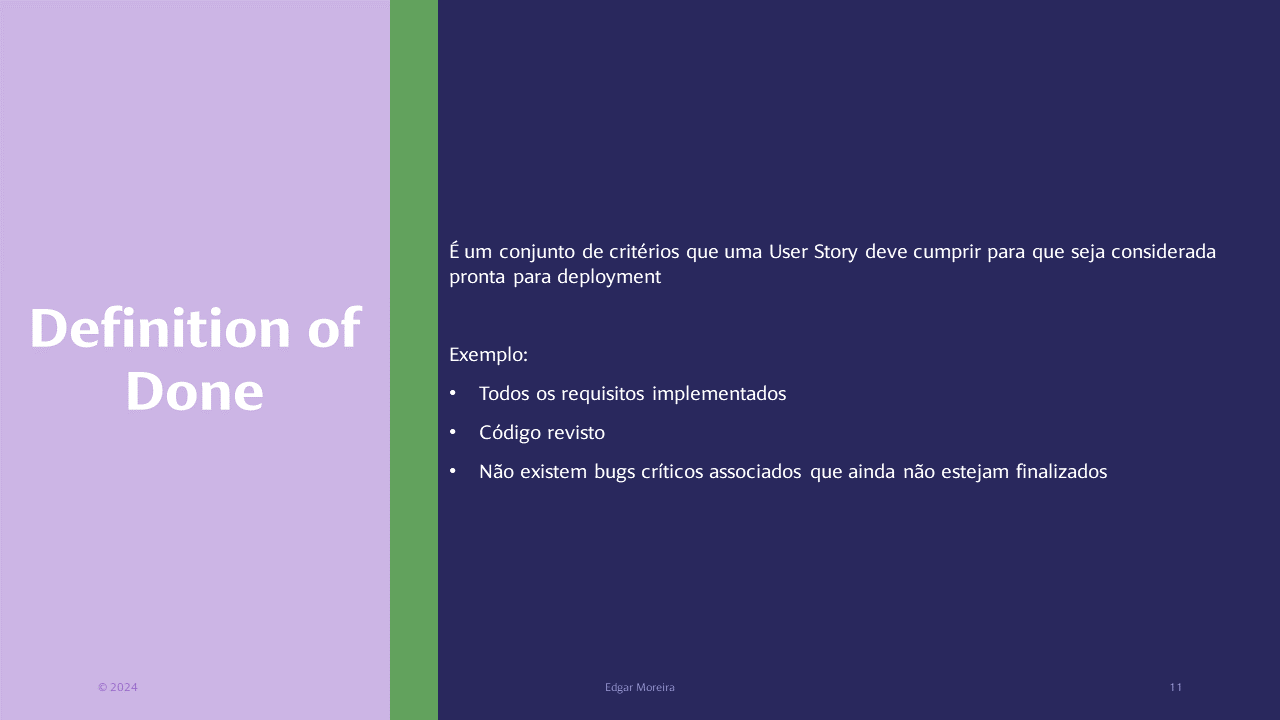 Definition of
Done
É um conjunto de critérios que uma User Story deve cumprir para que seja considerada
pronta para deployment
Exemplo:
• Todos os requisitos implementados
• Código revisto
• Não existem bugs críticos associados que ainda não estejam finalizados
© 2024
Edgar Moreira
11